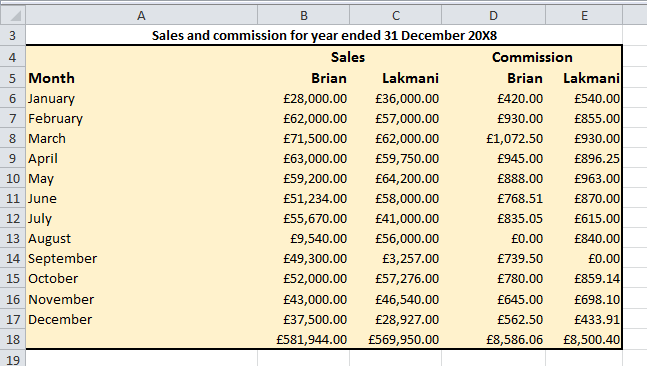 A B C D E
3 Sales and commission for year ended 31 December 20X8
4 Sales Commission
5 Month Brian Lakmani Brian Lakmani
6 January £28,000.00 £36,000.00 £420.00 £540.00
7 February £62,000.00 £57,000.00 £930.00 £855.00
8 March £71,500.00 £62,000.00 £1,072.50 £930.00
9 April £63,000.00 £59,750.00 £945.00 £896.25
10 May £59,200.00 £64,200.00 £888.00 £963.00
11 June £51,234.00 £58,000.00 £768.51 £870.00
12 July £55,670.00 £41,000.00 £835.05 £615.00
13 August £9,540.00 £56,000.00 £0.00 £840.00
14 September £49,300.00 £3,257.00 £739.50 £0.00
15 October £52,000.00 £57,276.00 £780.00 £859.14
16 November £43,000.00 £46,540.00 £645.00 £698.10
17 December £37,500.00 £28,927.00 £562.50 £433.91
18 £581,944.00 £569,950.00 £8,586.06 £8,500.40
19